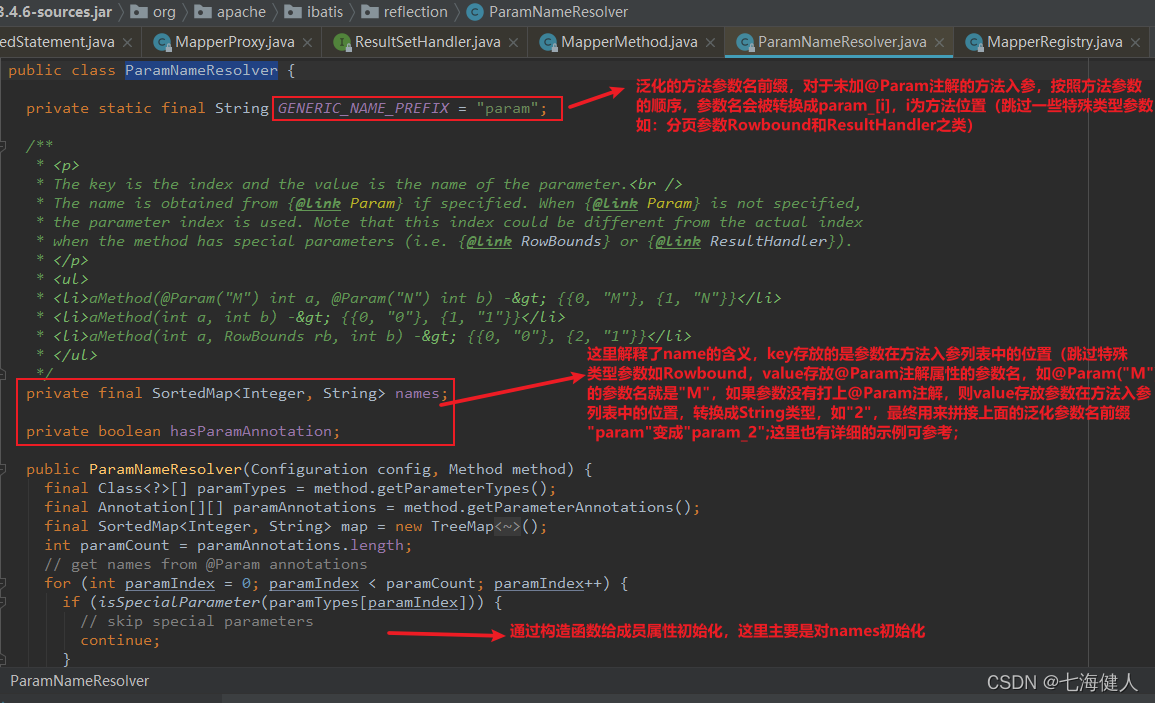 3.4.6-sources.jar org apache ibatis reflection ParamNameResolver
edStatement.java MapperProxy.java ResultSetHandler.java MapperMethod.java ParamNameResolver.java MapperRegistry.java
public class ParamNameResolver {
泛化的方法参数名前缀，对于未加@Param注解的方法入参，按照方法参数
private static final String GENERIC_NAME_PREFIX = "param";
的顺序，参数名会被转换成param_[i]，i为方法位置（跳过一些特殊类型参数
如：分页参数Rowbound和ResultHandler之类）
/**
* <p>
* The key is the index and the value is the name of the parameter.<br />
* The name is obtained from {@link Param} if specified. When {@link Param} is not specified,
* the parameter index is used. Note that this index could be different from the actual index
* when the method has special parameters (i.e. {@link RowBounds} or {@link ResultHandler}).
* </p>
* <ul>
* <li>aMethod(@Param("M") int a, @Param("N") int b) -&gt; {{0, "M"}, {1, "N"}}</li>
* <li>aMethod(int a, int b) -&gt; {{0, "0"}, {1, "1"}}</li>
* <li>aMethod(int a, RowBounds rb, int b) -&gt; {{0, "0"}, {2, "1"}}</li>
* </ul>
*/
这里解释了name的含义，key存放的是参数在方法入参列表中的位置（跳过特殊
类型参数如Rowbound，value存放@Param注解属性的参数名，如@Param("M"
private final SortedMap<Integer, String> names;
的参数名就是"M"，如果参数没有打上@Param注解，则value存放参数在方法入参
列表中的位置，转换成String类型，如"2"，最终用来拼接上面的泛化参数名前缀
private boolean hasParamAnnotation;
"param"变成"param_2";这里也有详细的示例可参考；
public ParamNameResolver(Configuration config, Method method) {
final Class<?>[] paramTypes = method.getParameterTypes();
final Annotation[][] paramAnnotations = method.getParameterAnnotations();
final SortedMap<Integer, String> map = new TreeMap<~>();
int paramCount = paramAnnotations.length;
// get names from @Param annotations
for (int paramIndex = 0; paramIndex < paramCount; paramIndex++) {
if (isSpecialParameter(paramTypes[paramIndex])) {
// skip special parameters
通过构造函数给成员属性初始化，这里主要是对names初始化
continue;
}
ParamNameResolver
CSDN @七海健人